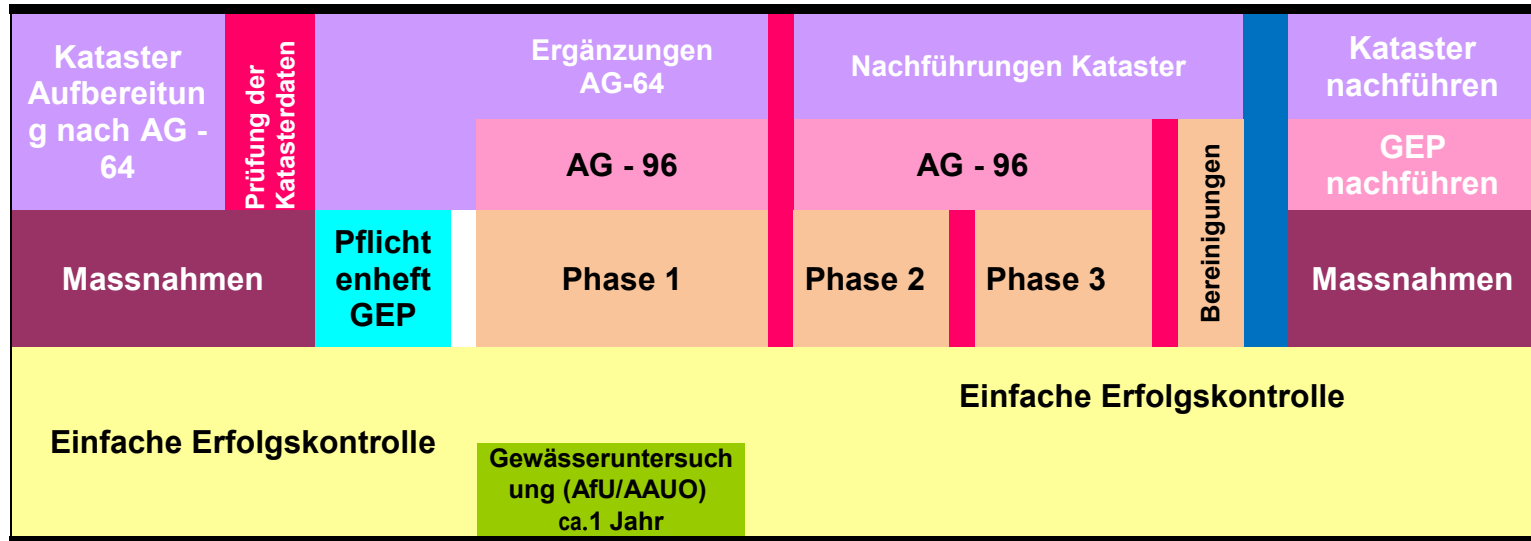 Kataster
Aufbereitun
g nach AG -
64
Prüfung der
Katasterdaten
Ergänzungen
AG-64
Nachführungen Kataster
Kataster
nachführen
AG - 96
AG - 96
GEP
nachführen
Massnahmen
Pflicht
enheft
GEP
Phase 1
Phase 2
Phase 3
Bereinigungen
Massnahmen
Einfache Erfolgskontrolle
Einfache Erfolgskontrolle
Gewässeruntersuch
ung (AfU/AAUO)
ca.1 Jahr